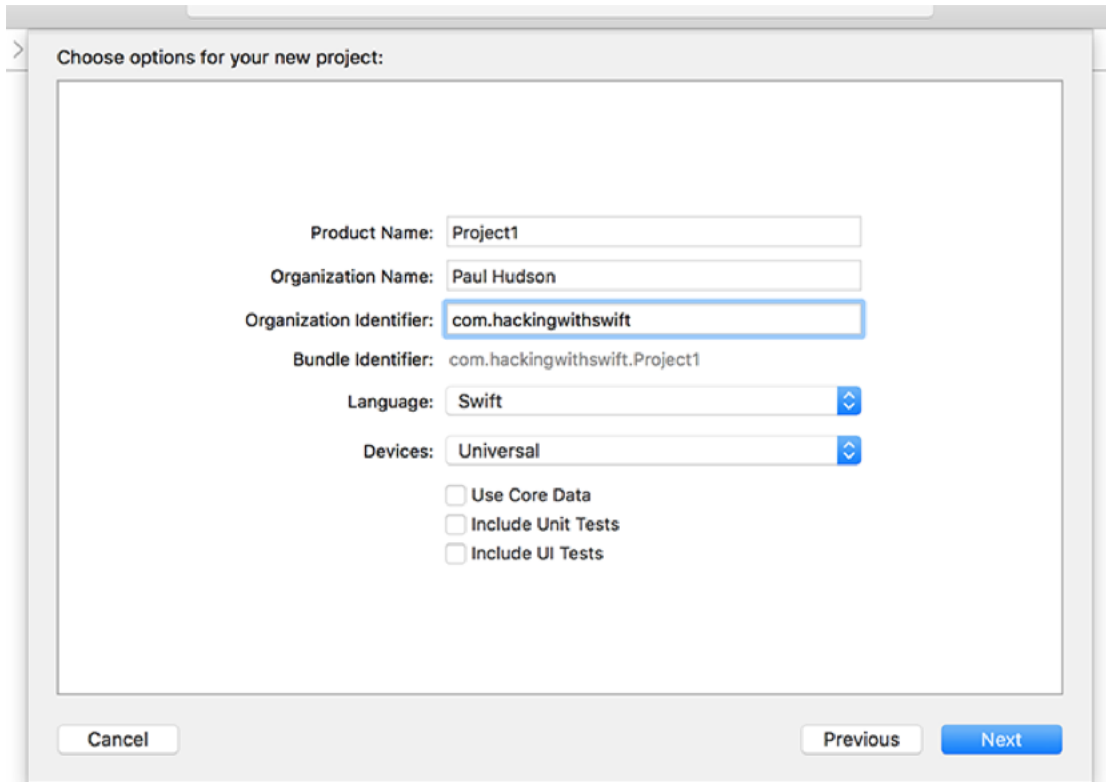 Choose options for your new project:
Product Name: Project1
Organization Name: Paul Hudson
Organization Identifier: com.hackingwithswift
Bundle Identifier: com.hackingwithswift.Project1
Language: Swift
Devices: Universal
Use Core Data
Include Unit Tests
Include UI Tests
Cancel Previous Next